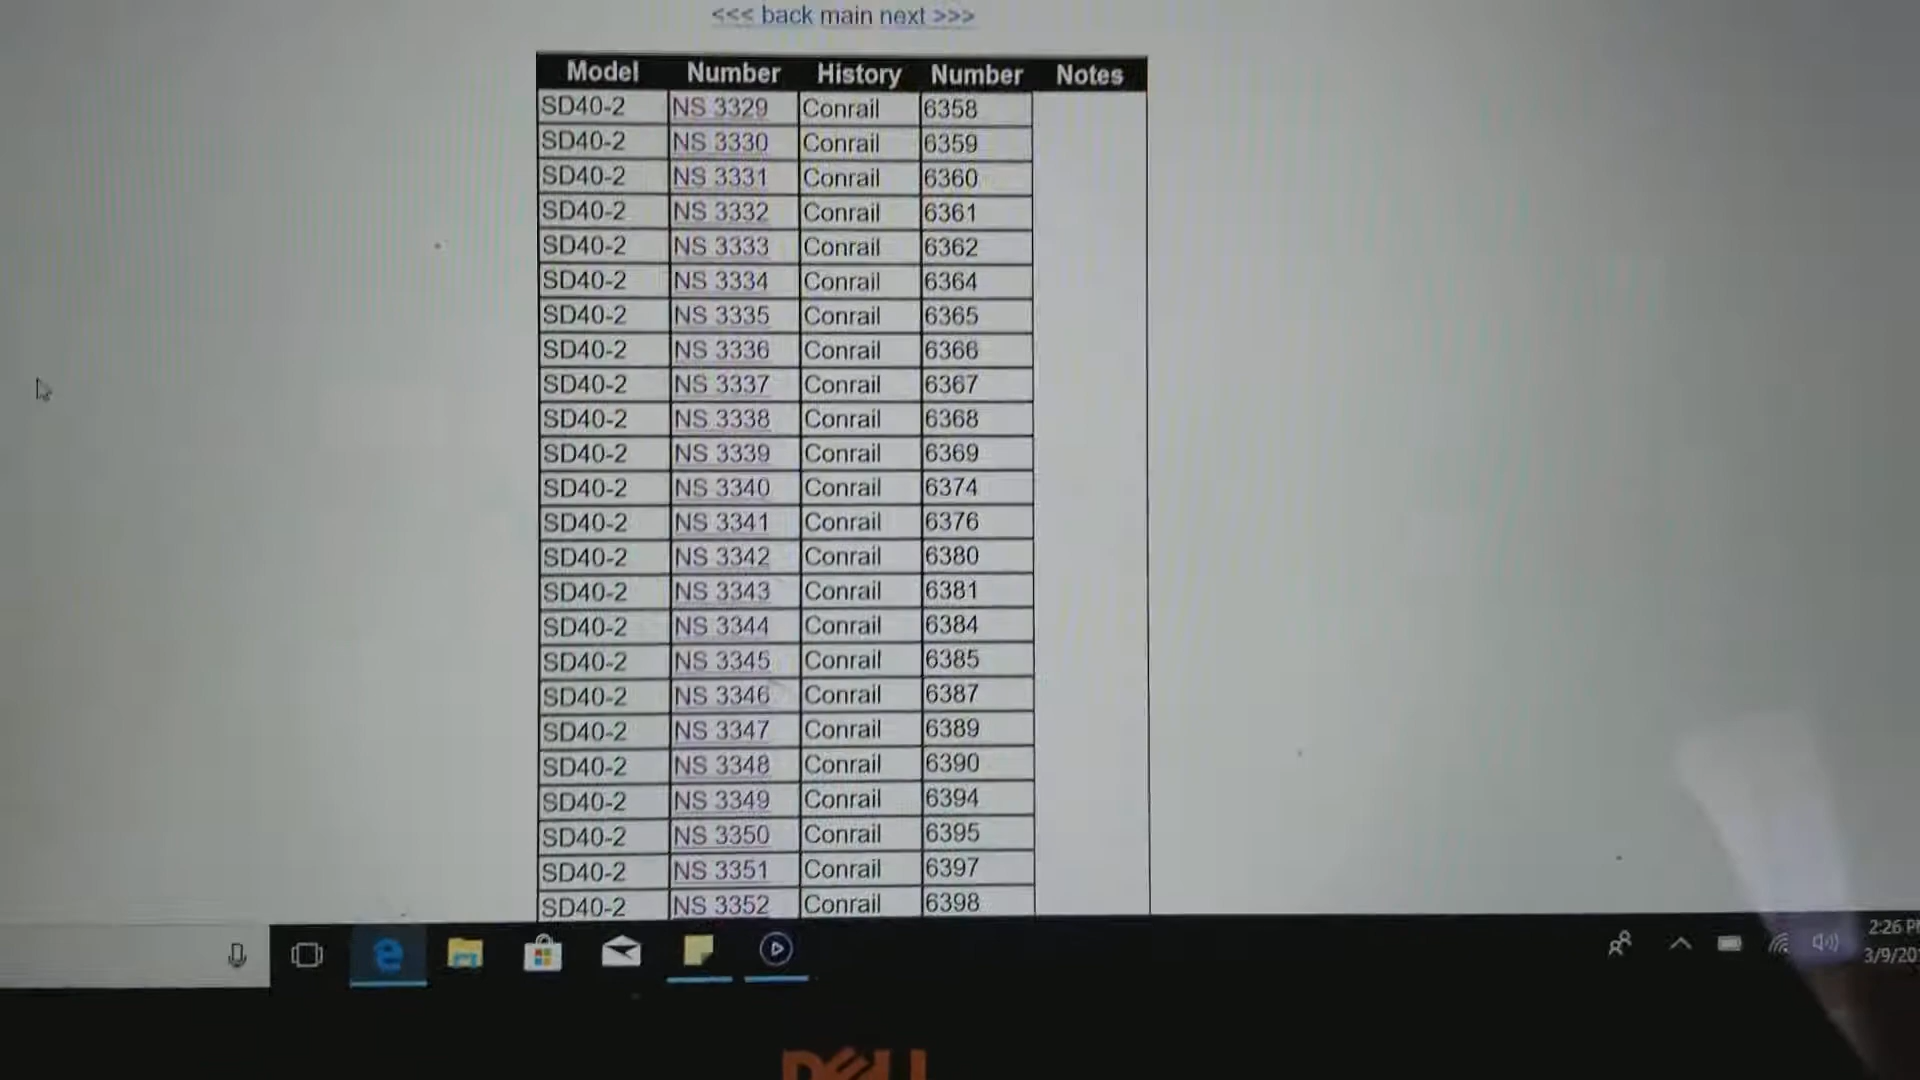 <<< back main next >>>
Model Number History Number Notes
SD40-2 NS 3329 Conrail 6358
SD40-2 NS 3330 Conrail 6359
SD40-2 NS 3331 Conrail 6360
SD40-2 NS 3332 Conrail 6361
SD40-2 NS 3333 Conrail 6362
SD40-2 NS 3334 Conrail 6364
SD40-2 NS 3335 Conrail 6365
SD40-2 NS 3336 Conrail 6366
SD40-2 NS 3337 Conrail 6367
SD40-2 NS 3338 Conrail 6368
SD40-2 NS 3339 Conrail 6369
SD40-2 NS 3340 Conrail 6374
SD40-2 NS 3341 Conrail 6376
SD40-2 NS 3342 Conrail 6380
SD40-2 NS 3343 Conrail 6381
SD40-2 NS 3344 Conrail 6384
SD40-2 NS 3345 Conrail 6385
SD40-2 NS 3346 Conrail 6387
SD40-2 NS 3347 Conrail 6389
SD40-2 NS 3348 Conrail 6390
SD40-2 NS 3349 Conrail 6394
SD40-2 NS 3350 Conrail 6395
SD40-2 NS 3351 Conrail 6397
SD40-2 NS 3352 Conrail 6398
2:26 P
3/9/20
DELL